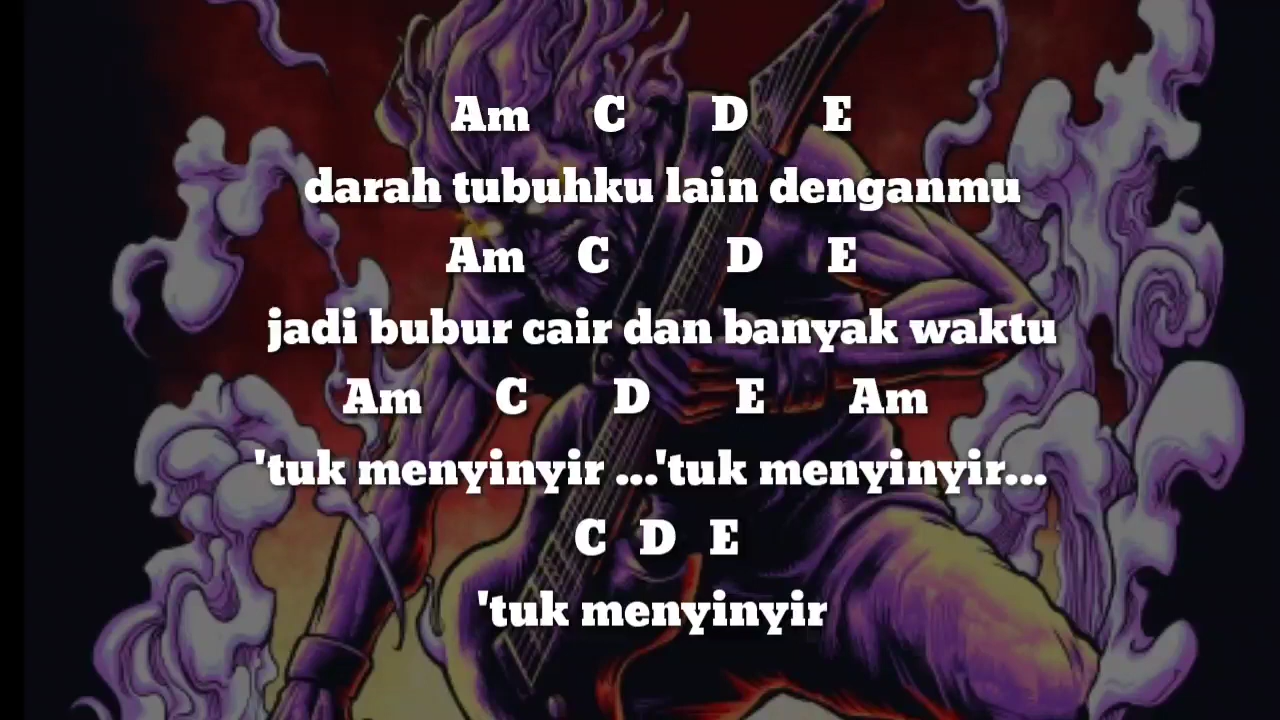 Am C D E
darah tubuhku lain denganmu
Am C D E
jadi bubur cair dan banyak waktu
Am C D E Am
'tuk menyinyir ...'tuk menyinyir...
C D E
'tuk menyinyir